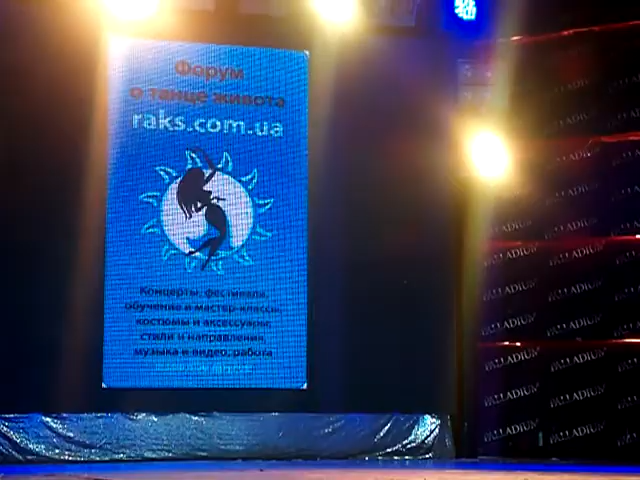 Форум
о танце живота
raks.com.ua
Концерты, фестивали,
обучение и мастер-классы,
костюмы и аксессуары,
стили и направления,
музыка и видео, работа
PALLADIUM